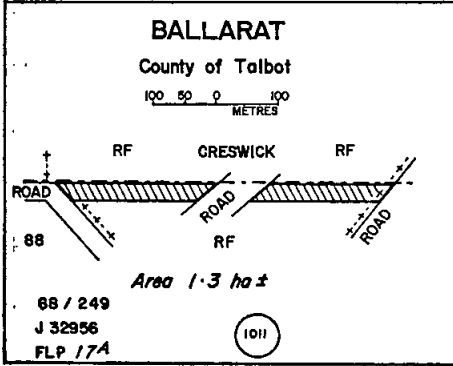 BALLARAT
County of Talbot
100 50 0 100
METRES
RF CRESWICK RF
ROAD ROAD ROAD
88 RF
Area 1·3 ha ±
68 / 249
J 32956
FLP 17A
1011